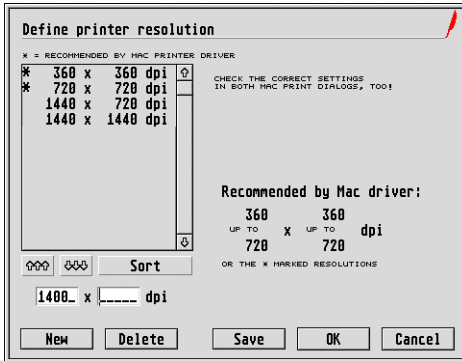 Define printer resolution
* = RECOMMENDED BY MAC PRINTER DRIVER
* 360 x 360 dpi
* 720 x 720 dpi
1440 x 720 dpi
1440 x 1440 dpi
CHECK THE CORRECT SETTINGS
IN BOTH MAC PRINT DIALOGS, TOO!
Recommended by Mac driver:
360 360
UP TO x UP TO dpi
720 720
OR THE * MARKED RESOLUTIONS
Sort
1400_ x _____ dpi
New Delete Save OK Cancel